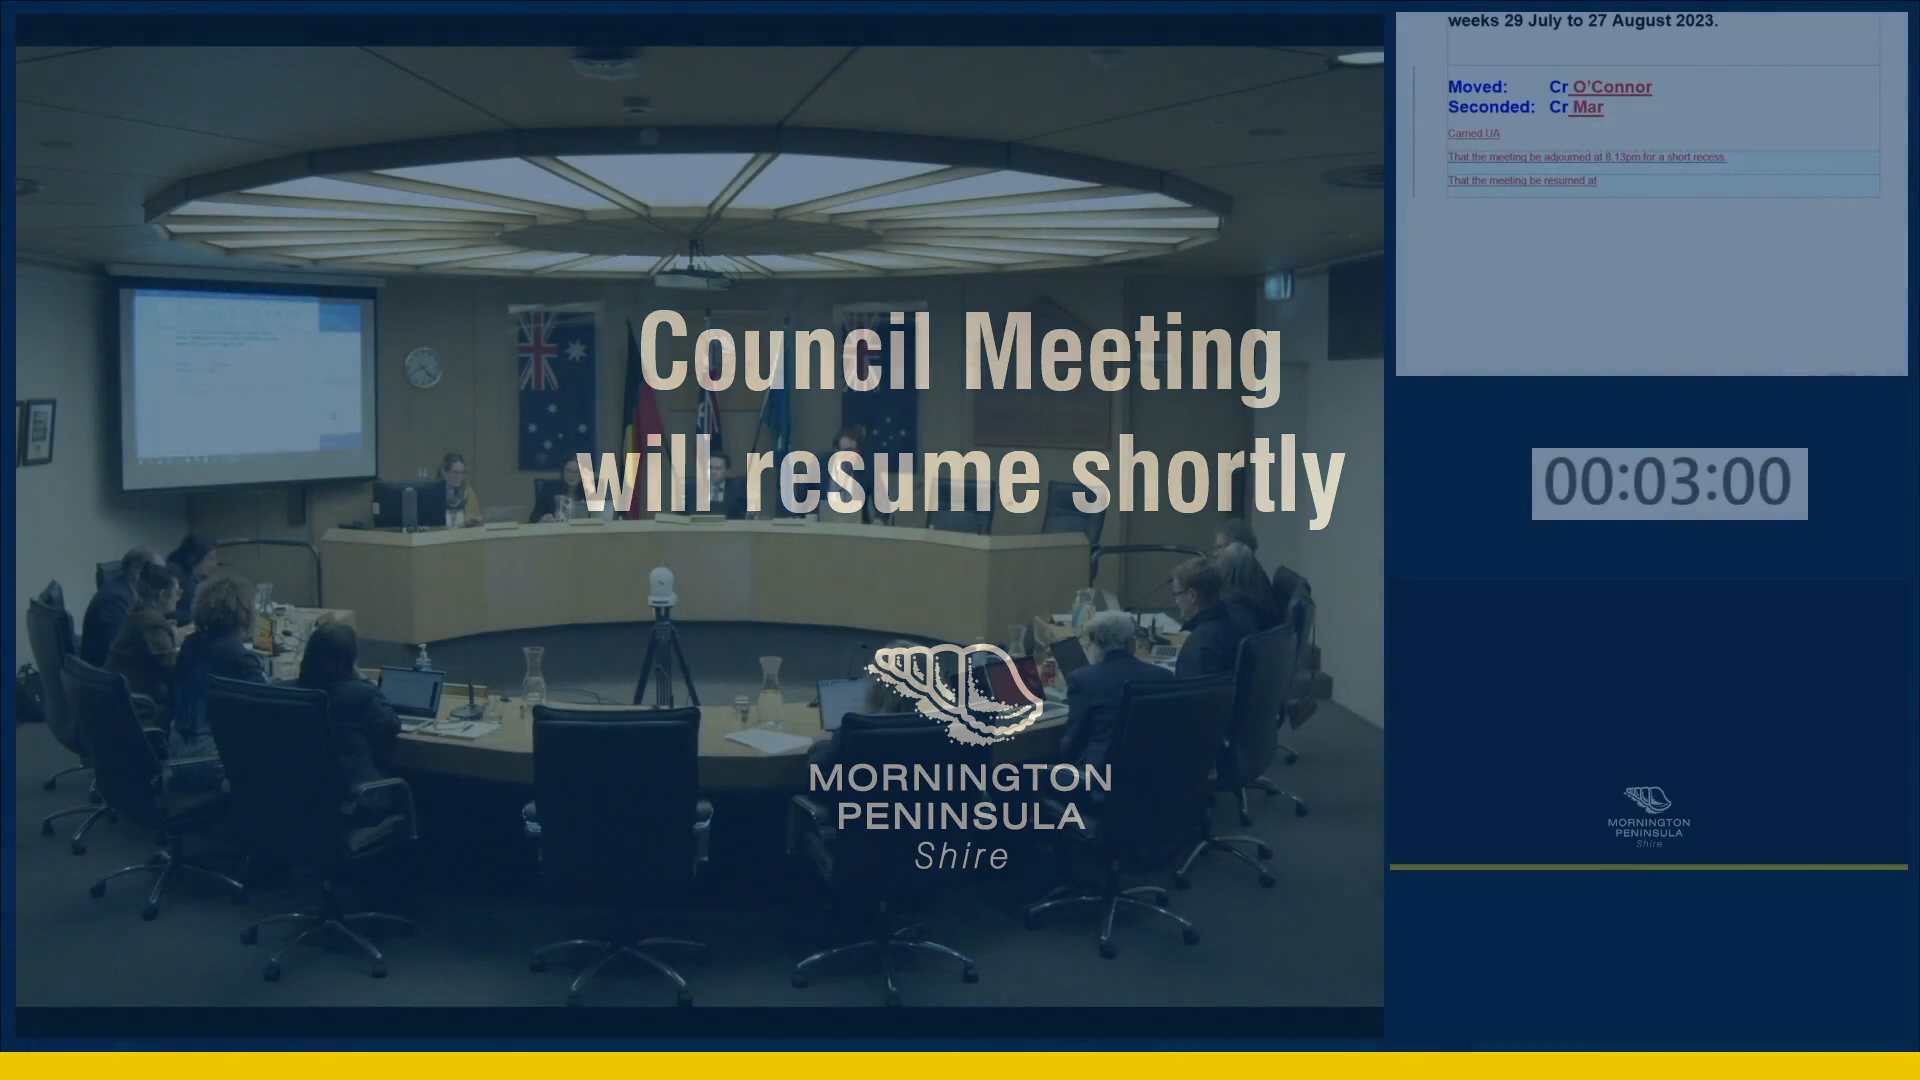 weeks 29 July to 27 August 2023.
Moved: Cr O'Connor
Seconded: Cr Mar
Carried UA
That the meeting be adjourned at 8.13pm for a short recess.
That the meeting be resumed at
Council Meeting
will resume shortly
00:03:00
MORNINGTON
PENINSULA
Shire
MORNINGTON
PENINSULA
Shire